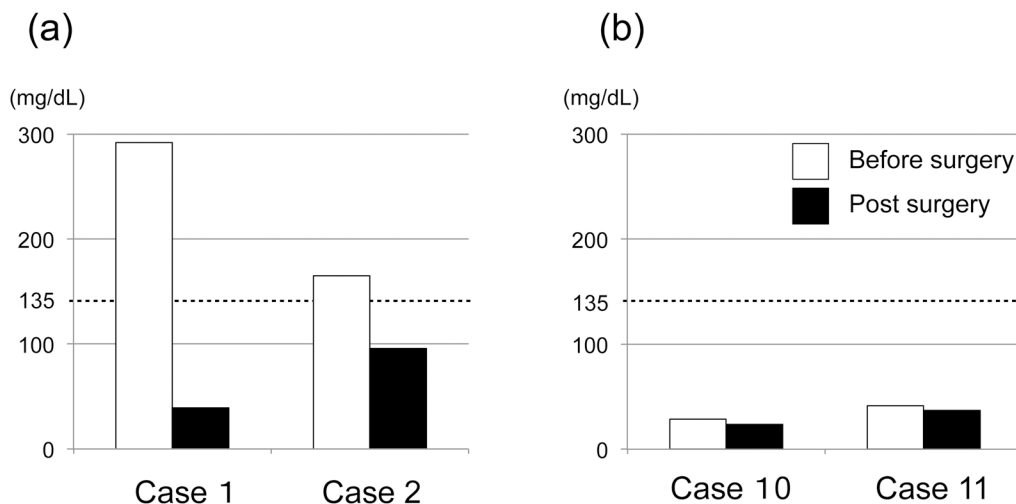 (a)
(mg/dL)
300
200
135
100
0
Case 1
Case 2
(b)
(mg/dL)
300
Before surgery
Post surgery
200
135
100
0
Case 10
Case 11